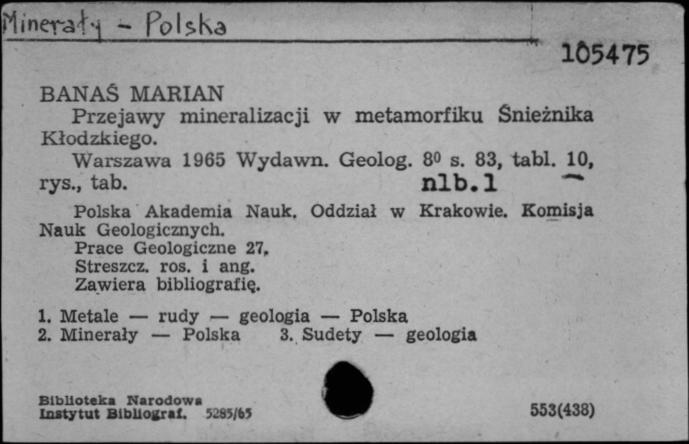 Minerały - Polska
105475
BANAŚ MARIAN
Przejawy mineralizacji w metamorfiku Śnieżnika
Kłodzkiego.
Warszawa 1965 Wydawn. Geolog. 8⁰ s. 83, tabl. 10,
rys., tab. nlb.1
Polska Akademia Nauk. Oddział w Krakowie. Komisja
Nauk Geologicznych.
Prace Geologiczne 27.
Streszcz. ros. i ang.
Zawiera bibliografię.
1. Metale — rudy — geologia — Polska
2. Minerały — Polska 3. Sudety — geologia
Biblioteka Narodowa
Instytut Bibliograf. 5285/65
553(438)